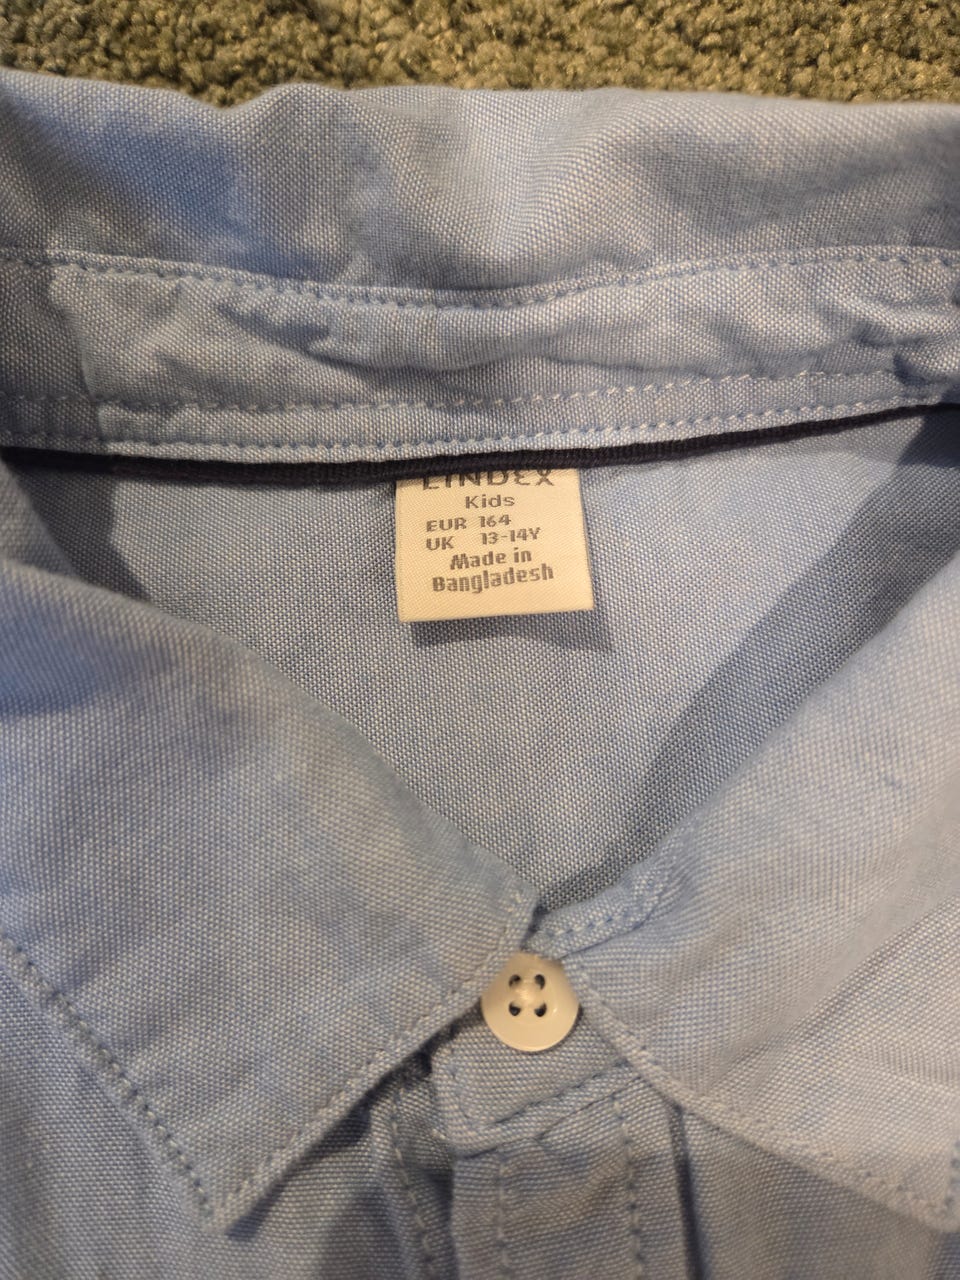 LINDEX
Kids
EUR 164
UK 13-14Y
Made in
Bangladesh